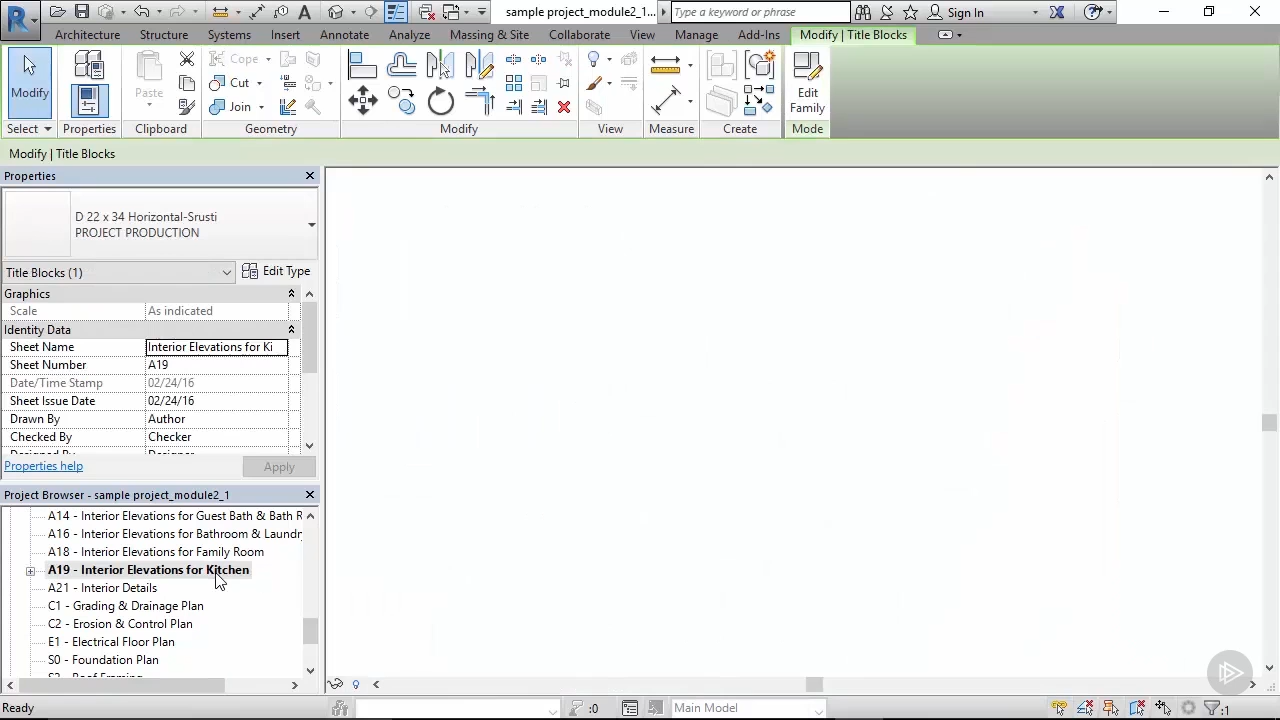 sample project_module2_1...
Type a keyword or phrase
Sign In
Architecture Structure Systems Insert Annotate Analyze Massing & Site Collaborate View Manage Add-Ins Modify | Title Blocks
Modify
Paste
Cope
Cut
Join
Edit
Family
Select Properties Clipboard Geometry Modify View Measure Create Mode
Modify | Title Blocks
Properties
D 22 x 34 Horizontal-Srusti
PROJECT PRODUCTION
Title Blocks (1) Edit Type
Graphics
Scale As indicated
Identity Data
Sheet Name Interior Elevations for Ki
Sheet Number A19
Date/Time Stamp 02/24/16
Sheet Issue Date 02/24/16
Drawn By Author
Checked By Checker
Designed By Designer
Properties help Apply
Project Browser - sample project_module2_1
A14 - Interior Elevations for Guest Bath & Bath R
A16 - Interior Elevations for Bathroom & Laundry
A18 - Interior Elevations for Family Room
A19 - Interior Elevations for Kitchen
A21 - Interior Details
C1 - Grading & Drainage Plan
C2 - Erosion & Control Plan
E1 - Electrical Floor Plan
S0 - Foundation Plan
Ready
:0
Main Model
:1